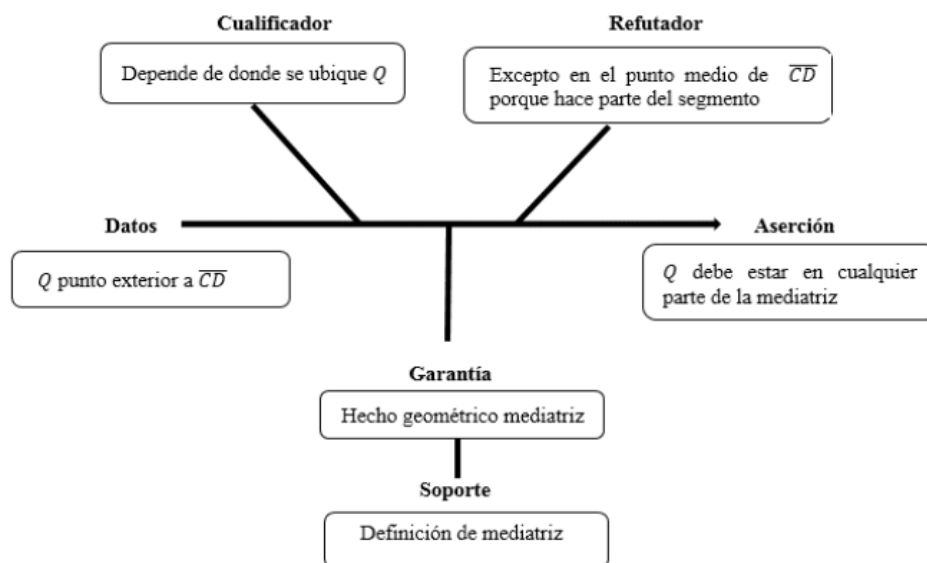 Cualificador
Refutador
Depende de donde se ubique Q
Excepto en el punto medio de \overline{CD}
porque hace parte del segmento
Datos
Aserción
Q punto exterior a \overline{CD}
Q debe estar en cualquier
parte de la mediatriz
Garantía
Hecho geométrico mediatriz
Soporte
Definición de mediatriz